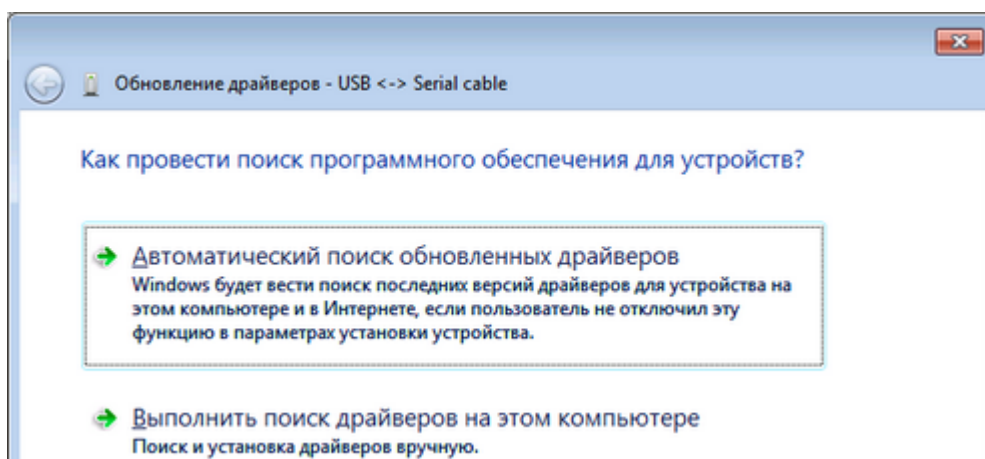 Обновление драйверов - USB <-> Serial cable
Как провести поиск программного обеспечения для устройств?
Автоматический поиск обновленных драйверов
Windows будет вести поиск последних версий драйверов для устройства на
этом компьютере и в Интернете, если пользователь не отключил эту
функцию в параметрах установки устройства.
Выполнить поиск драйверов на этом компьютере
Поиск и установка драйверов вручную.